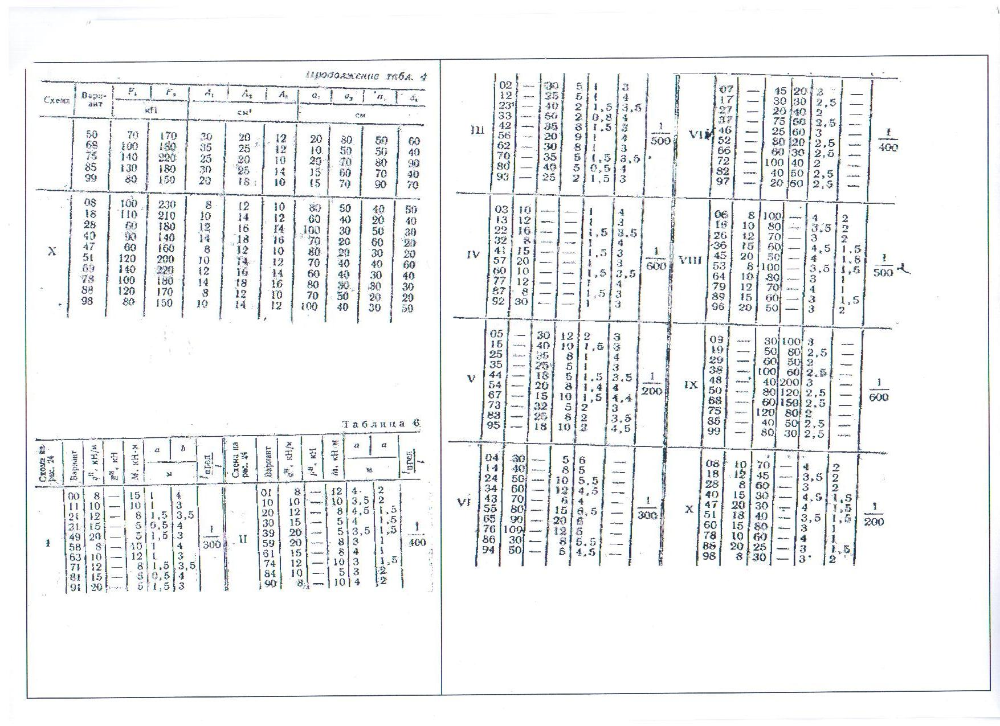 Продолжение табл. 4
Схема Вари-ант F₁ F₂ A₁ A₂ A₃ a₁ a₂ a₃ a₄
кН см² см
50 70 170 30 20 12 20 80 50 60
68 100 180 35 25 12 10 50 50 40
75 140 220 25 20 10 20 70 80 90
85 130 180 30 25 14 15 60 70 40
99 80 150 20 18 10 15 70 90 70
X
08 100 230 8 12 10 80 50 40 50
18 110 210 10 14 12 60 40 20 40
28 60 180 12 16 14 100 30 50 30
40 90 140 14 18 16 70 20 60 20
47 60 160 8 12 10 80 20 30 20
51 120 200 10 14 12 70 40 40 60
69 140 220 12 16 14 60 40 30 40
78 100 180 14 18 16 80 30 30 30
88 120 170 8 12 10 70 50 20 20
98 80 150 10 14 12 100 40 30 50
Таблица 6
Схема на рис. 24 Вариант qᴴ, кН/м Fᴴ, кН M, кН·м a b f пред l Схема на рис. 24 Вариант qᴴ, кН/м Fᴴ, кН M, кН·м a a f пред l
м м
I
00 8 — 15 1 4
11 10 — 10 1 3
21 12 — 8 1,5 3,5
31 15 — 5 0,5 4
49 20 — 5 1,5 3
58 8 — 10 1 4
63 10 — 12 1 3
71 12 — 8 1,5 3,5
81 15 — 5 0,5 4
91 20 — 5 1,5 3
1/300
II
01 8 — 12 4 2
10 10 — 10 3,5 2
20 12 — 8 4,5 1,5
30 15 — 5 4 1,5
39 20 — 5 3,5 1,5
59 20 — 8 3 1
61 15 — 8 4 1
74 12 — 10 3 1,5
84 10 — 5 3 2
90 8 — 10 4 2
1/400
III
02 — 30 5 1 3
12 — 25 5 1 4
23 — 40 2 1,5 3,5
33 — 50 2 0,8 4
42 — 35 8 1,5 3
56 — 20 9 1 4
62 — 30 8 1 3
70 — 35 5 1,5 3,5
80 — 40 5 0,5 4
93 — 25 2 1,5 3
1/500
IV
03 10 — — 1 4
13 12 — — 1 3
22 16 — — 1,5 3,5
32 8 — — 1 4
41 15 — — 1,5 3
57 20 — — 1 3
60 10 — — 1,5 3,5
77 12 — — 1 4
87 8 — — 1,5 3
92 30 — — 1 3
1/600
V
05 — 30 12 2 3
15 — 40 10 1,5 3
25 — 35 8 1 4
35 — 25 5 1 3
44 — 18 5 1,5 3,5
54 — 20 8 1,4 4
67 — 15 10 1,5 4,4
73 — 32 5 2 3
83 — 25 8 2 3,5
95 — 18 10 2 4,5
1/200
VI
04 30 — 5 6 —
14 40 — 8 5 —
24 50 — 10 5,5 —
34 60 — 12 4,5 —
43 70 — 6 4 —
55 80 — 15 6,5 —
65 90 — 20 6 —
76 100 — 12 5 —
86 30 — 8 5,5 —
94 50 — 5 4,5 —
1/300
VII
07 — 45 20 3 —
17 — 30 30 2,5 —
27 — 20 40 2 —
37 — 75 50 2,5 —
46 — 25 60 3 —
52 — 80 20 2,5 —
66 — 60 30 2,5 —
72 — 100 40 2 —
82 — 40 50 2,5 —
97 — 20 60 2,5 —
1/400
VIII
06 8 100 — 4 2
16 10 80 — 3,5 2
26 12 70 — 3 2
36 15 60 — 4,5 1,5
45 20 50 — 4 1,8
53 8 100 — 3,5 1,5
64 10 80 — 3 1
79 12 70 — 4 1
89 15 60 — 3 1,5
96 20 50 — 3 2
1/500
IX
09 — 30 100 3 —
19 — 50 80 2,5 —
29 — 60 50 2 —
38 — 100 60 2,5 —
48 — 40 200 3 —
50 — 80 120 2,5 —
68 — 60 150 2,5 —
75 — 120 80 2 —
85 — 40 50 2,5 —
99 — 80 30 2,5 —
1/600
X
08 10 70 — 4 2
18 12 45 — 3,5 2
28 8 60 — 3 2
40 15 30 — 4,5 1,5
47 20 30 — 4 1,5
51 18 40 — 3,5 1,5
60 15 80 — 3 1
78 10 60 — 4 1
88 20 25 — 3 1,5
98 8 30 — 3 2
1/200